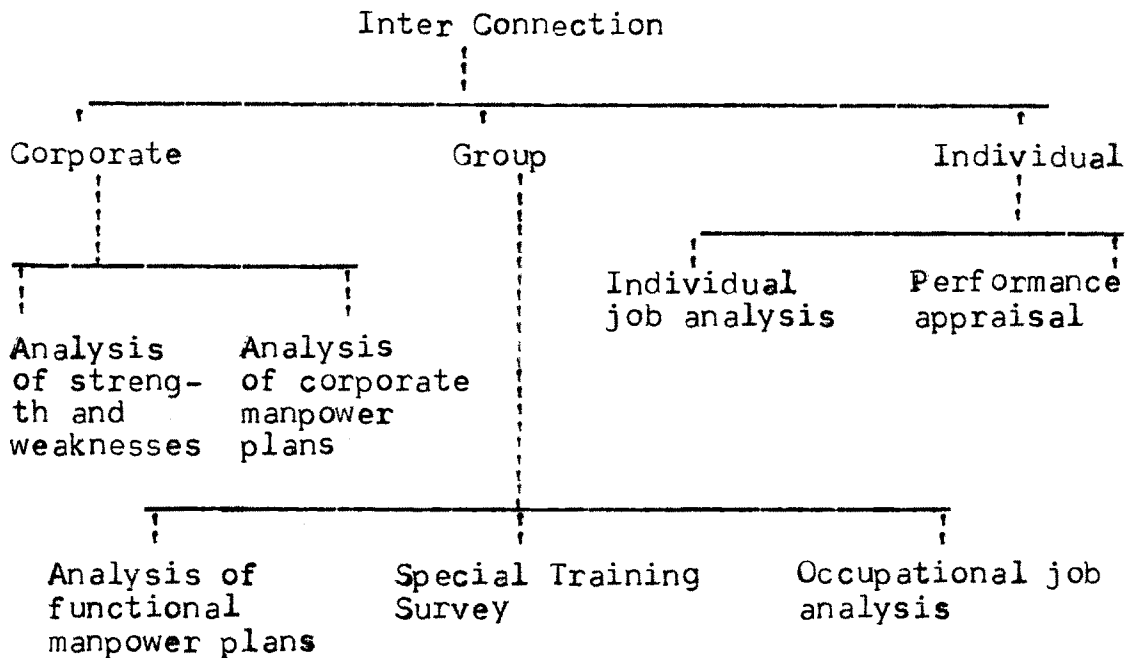 Inter Connection
Corporate
Group
Individual
Individual
job analysis
Performance
appraisal
Analysis
of streng-
th and
weaknesses
Analysis
of corporate
manpower
plans
Analysis of
functional
manpower plans
Special Training
Survey
Occupational job
analysis